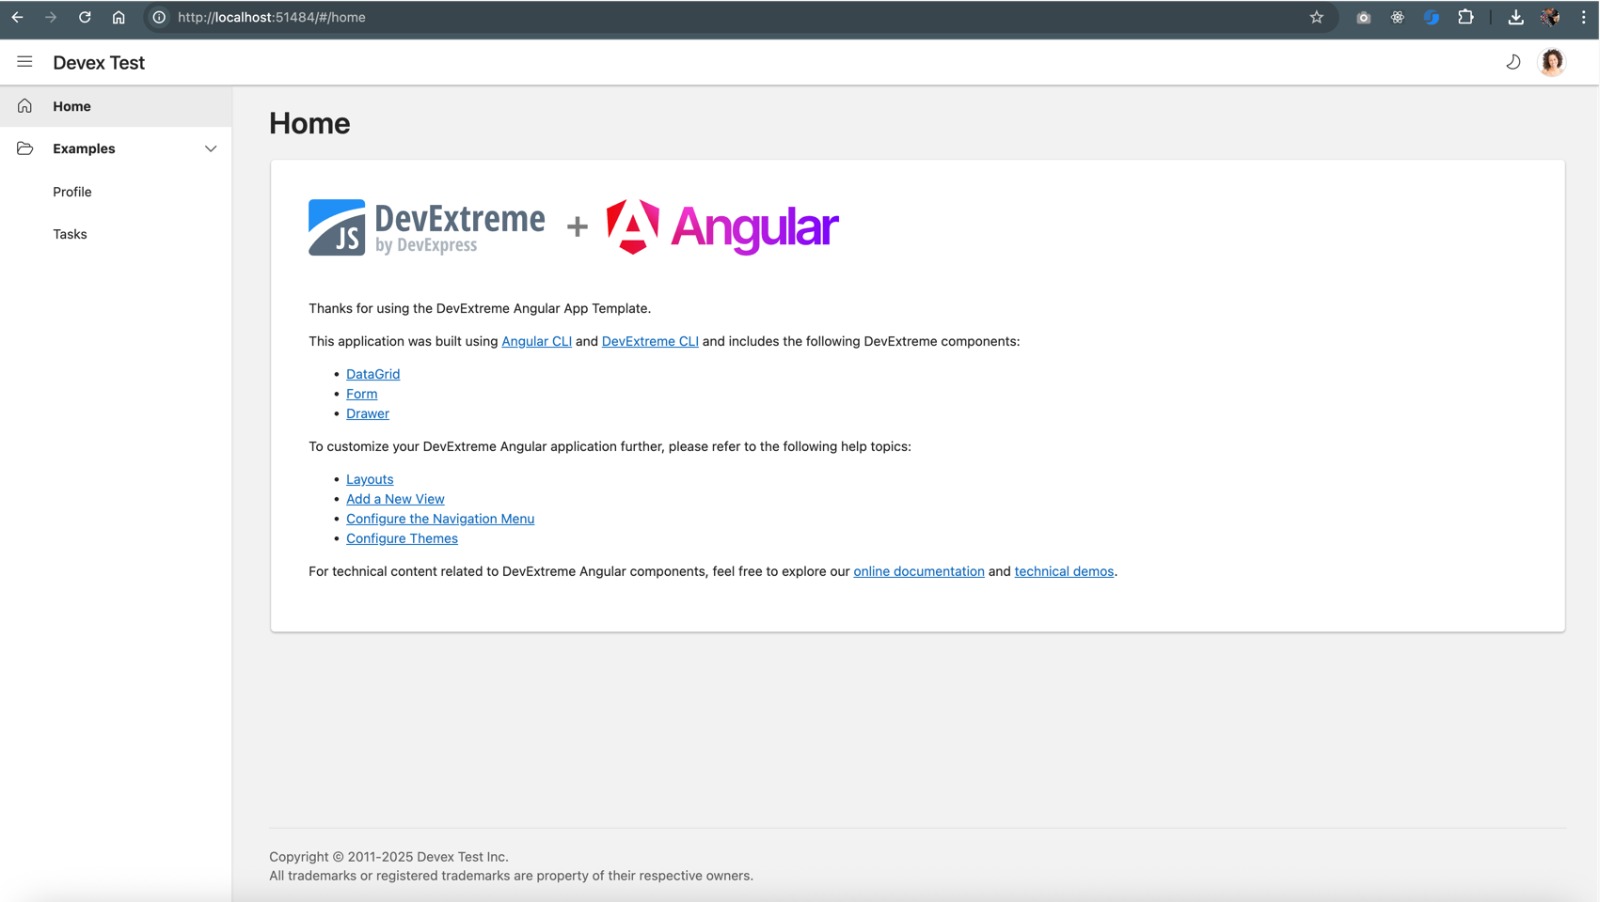 http://localhost:51484/#/home
Devex Test
Home
Examples
Profile
Tasks
Home
JS DevExtreme + Angular
by DevExpress
Thanks for using the DevExtreme Angular App Template.
This application was built using Angular CLI and DevExtreme CLI and includes the following DevExtreme components:
• DataGrid
• Form
• Drawer
To customize your DevExtreme Angular application further, please refer to the following help topics:
• Layouts
• Add a New View
• Configure the Navigation Menu
• Configure Themes
For technical content related to DevExtreme Angular components, feel free to explore our online documentation and technical demos.
Copyright © 2011-2025 Devex Test Inc.
All trademarks or registered trademarks are property of their respective owners.